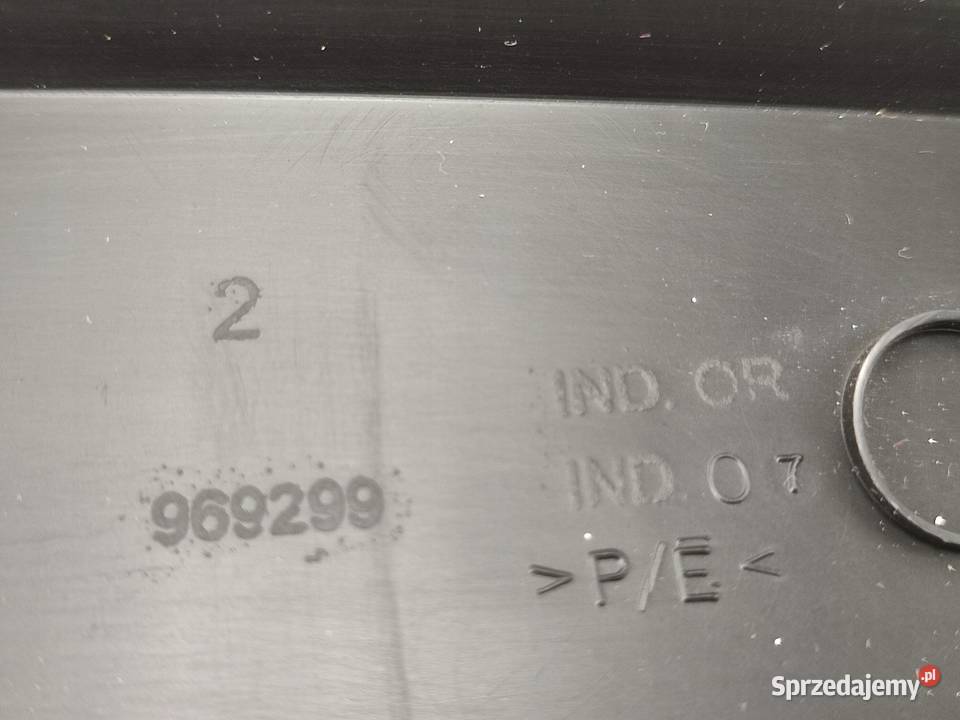 2
969299
IND. OR
IND. 07
>P/E<
Sprzedajemy.pl